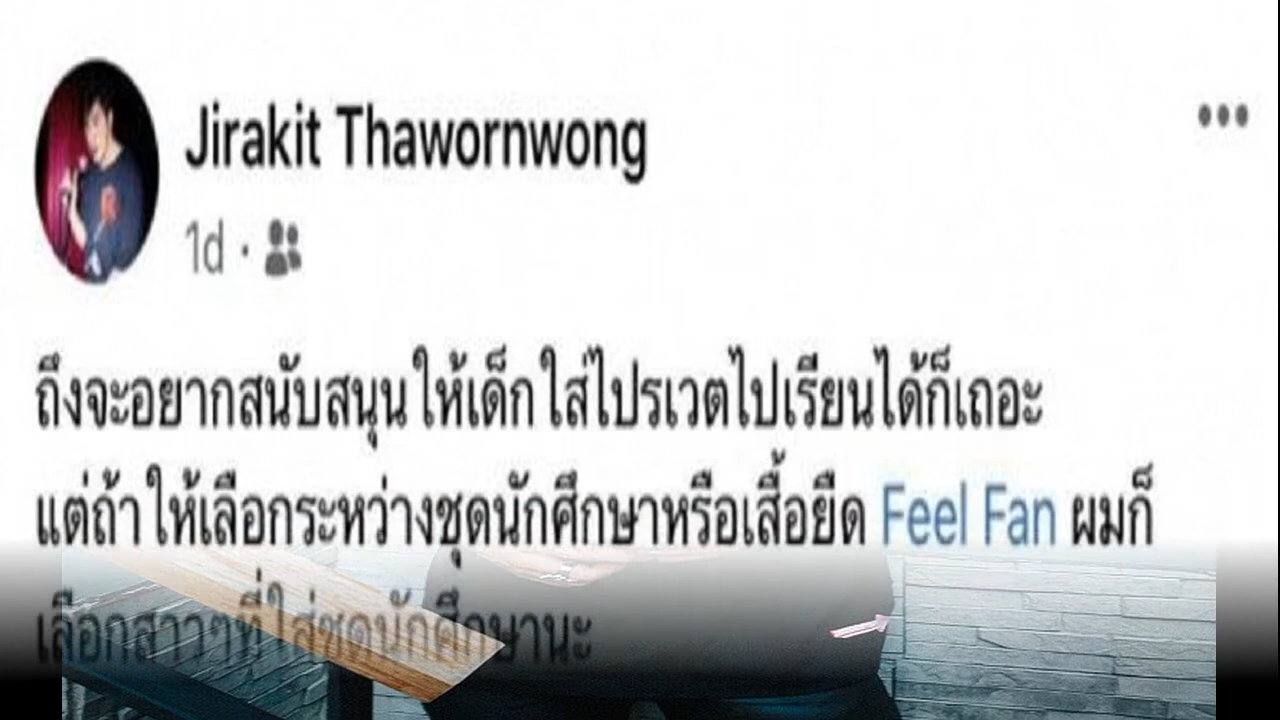 Jirakit Thawornwong
1d ·
ถึงจะอยากสนับสนุนให้เด็กใส่ไปรเวตไปเรียนได้ก็เถอะ
แต่ถ้าให้เลือกระหว่างชุดนักศึกษาหรือเสื้อยืด Feel Fan ผมก็
เลือกสาวๆที่ใส่ชุดนักศึกษานะ